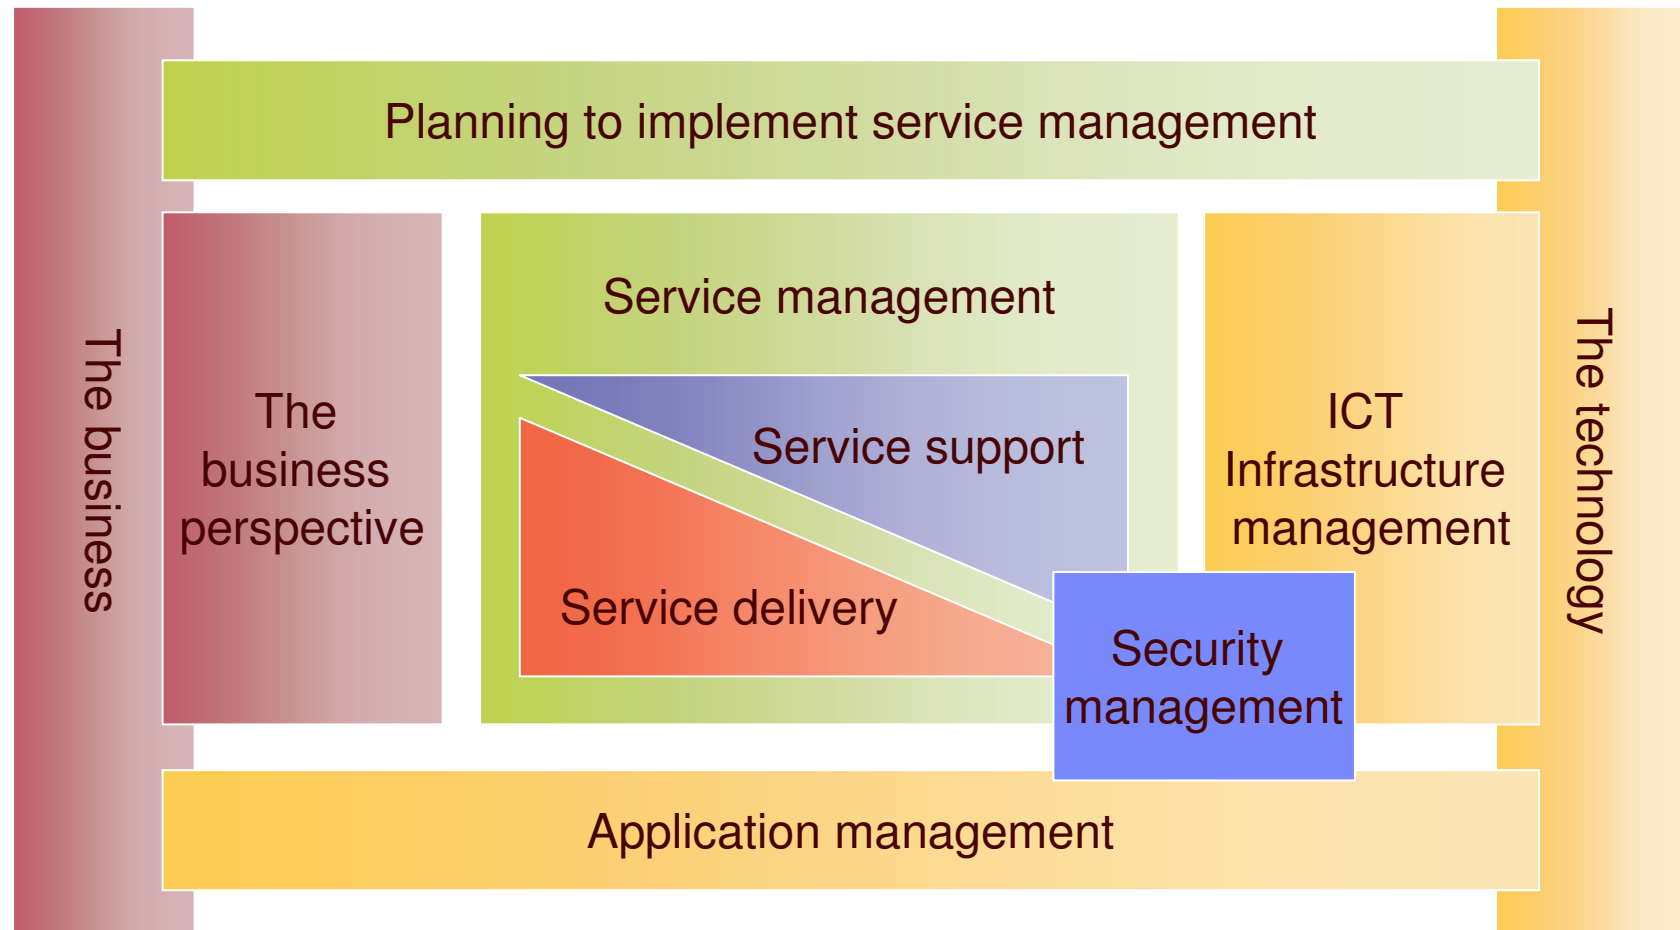 Planning to implement service management
The business
The
business
perspective
Service management
Service support
Service delivery
ICT
Infrastructure
management
The technology
Security
management
Application management